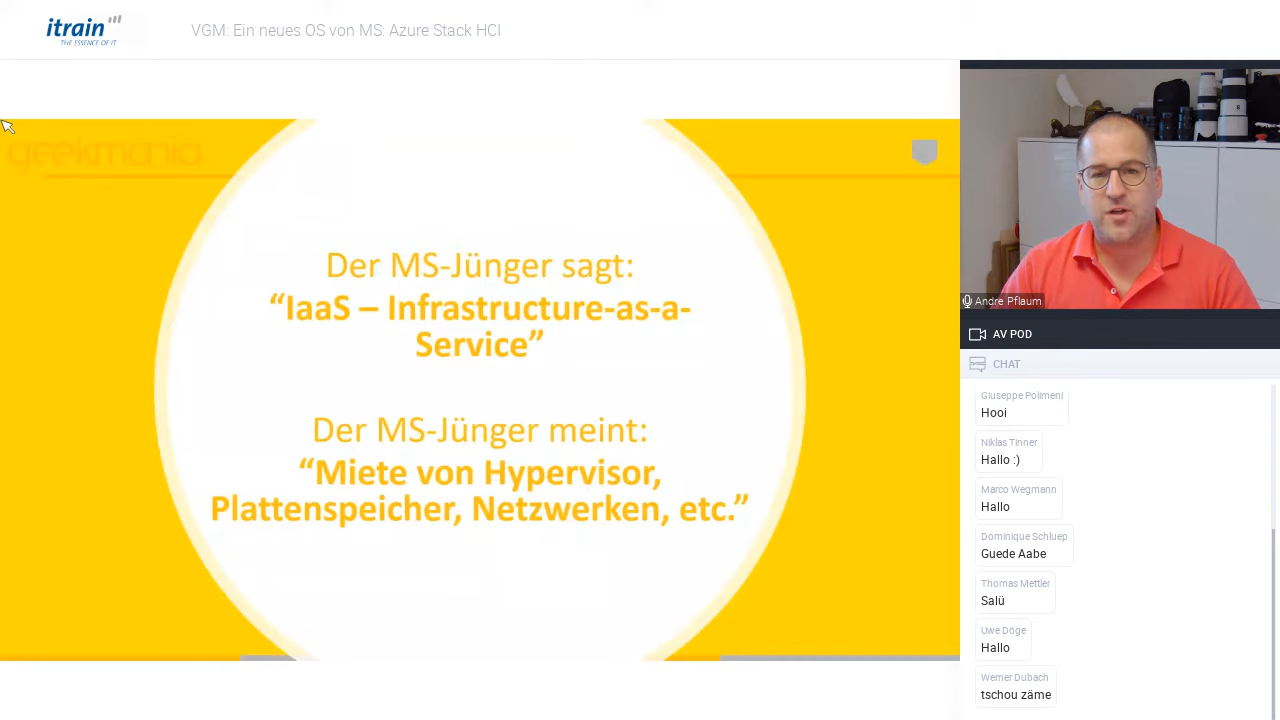 itrain
THE ESSENCE OF IT
VGM: Ein neues OS von MS: Azure Stack HCI
geekmania
Der MS-Jünger sagt:
“IaaS – Infrastructure-as-a-
Service”
Der MS-Jünger meint:
“Miete von Hypervisor,
Plattenspeicher, Netzwerken, etc.”
Andre Pflaum
AV POD
CHAT
Giuseppe Polimeni
Hooi
Niklas Tinner
Hallo :)
Marco Wegmann
Hallo
Dominique Schluep
Guede Aabe
Thomas Mettler
Salü
Uwe Döge
Hallo
Werner Dubach
tschou zäme